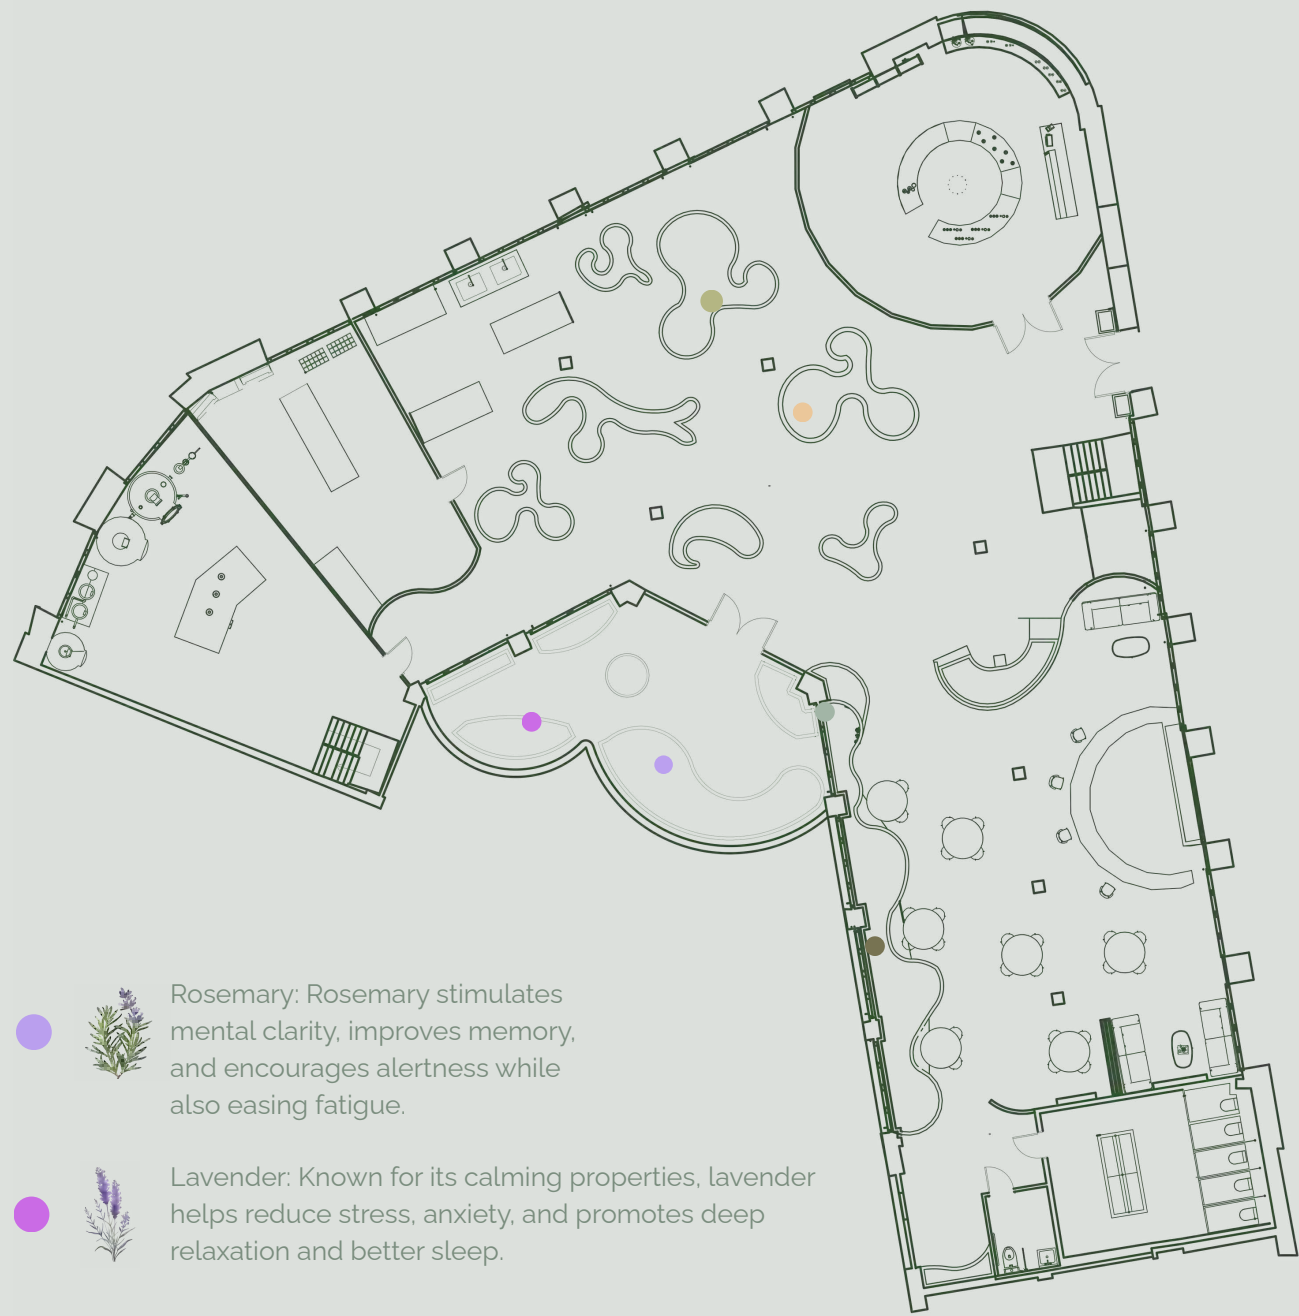 Rosemary: Rosemary stimulates
mental clarity, improves memory,
and encourages alertness while
also easing fatigue.
Lavender: Known for its calming properties, lavender
helps reduce stress, anxiety, and promotes deep
relaxation and better sleep.